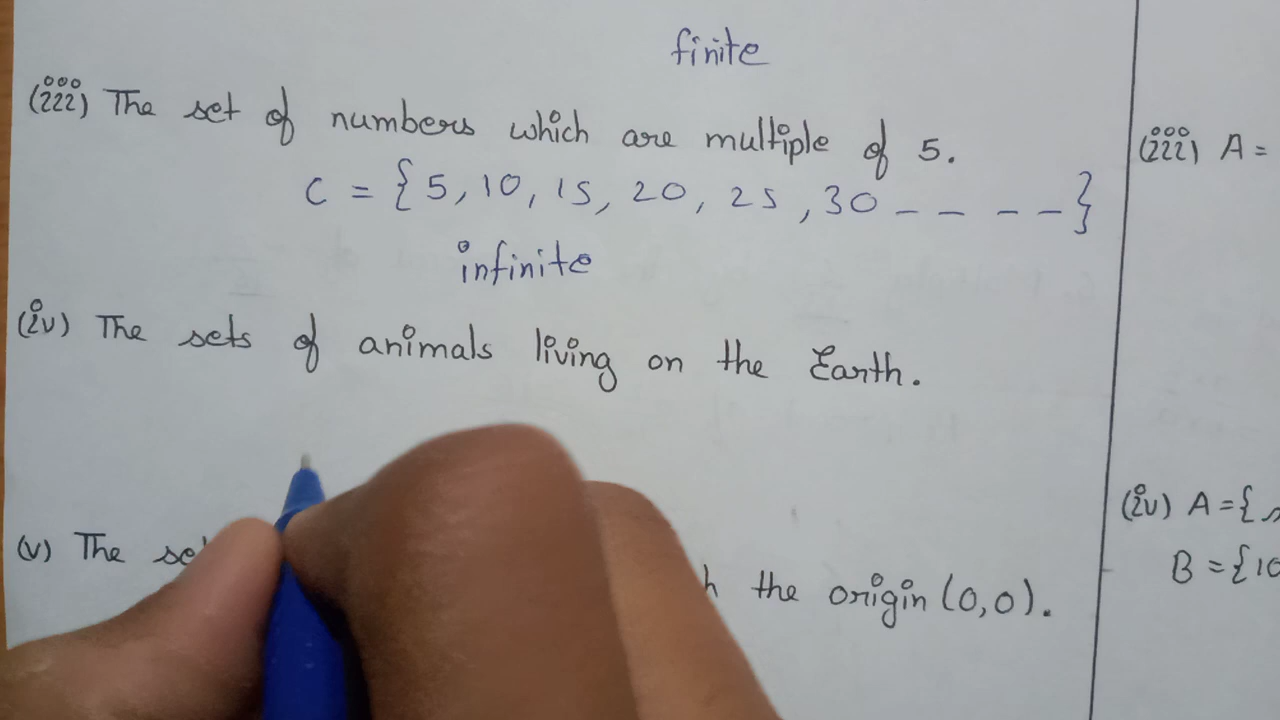 finite
(iii) The set of numbers which are multiple of 5.
C = {5, 10, 15, 20, 25, 30 _ _ _ _}
infinite
(iv) The sets of animals living on the Earth.
(v) The the origin (0,0).
(iii) A =
(iv) A = {
B = {10